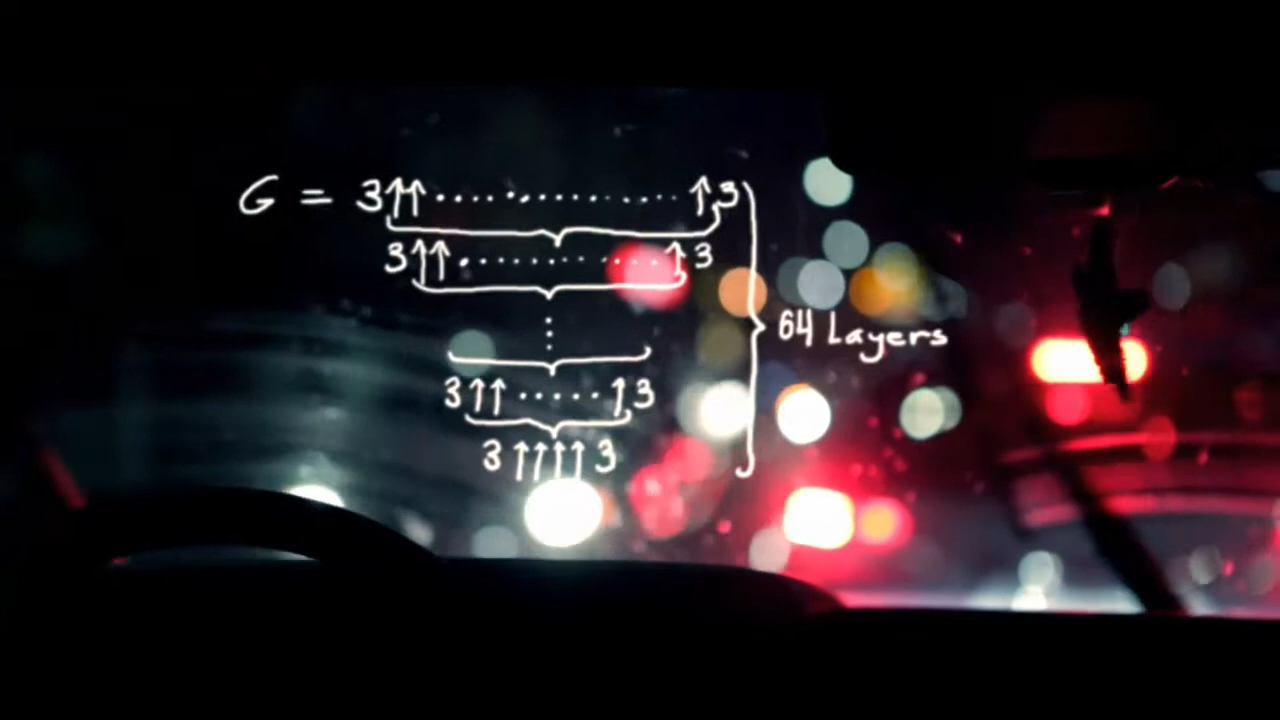 G = 3↑↑..................↑3
3↑↑..............↑3
⋮
3↑↑.....↑3
3↑↑↑↑3
64 Layers